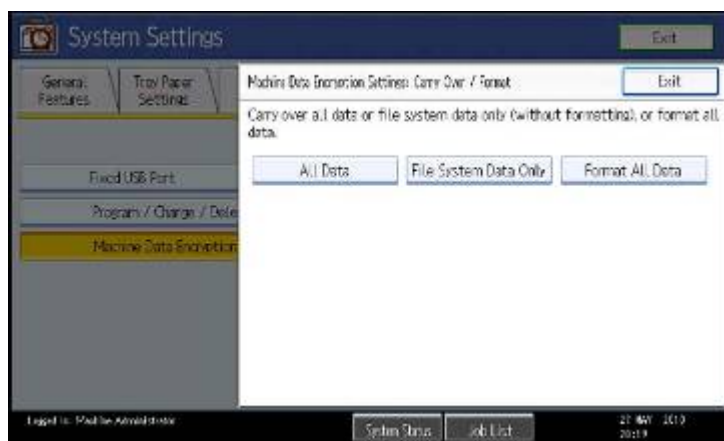 System Settings
Exit
General Features
Tray Paper Settings
Machine Data Encryption Settings: Carry Over / Format
Exit
Carry over all data or file system data only (without formatting), or format all
data.
All Data
File System Data Only
Format All Data
Fixed USB Port
Program / Change / Dele
Machine Data Encryption
Logged in: Machine Administrator
System Status
Job List
27 MAY 2010
20:19